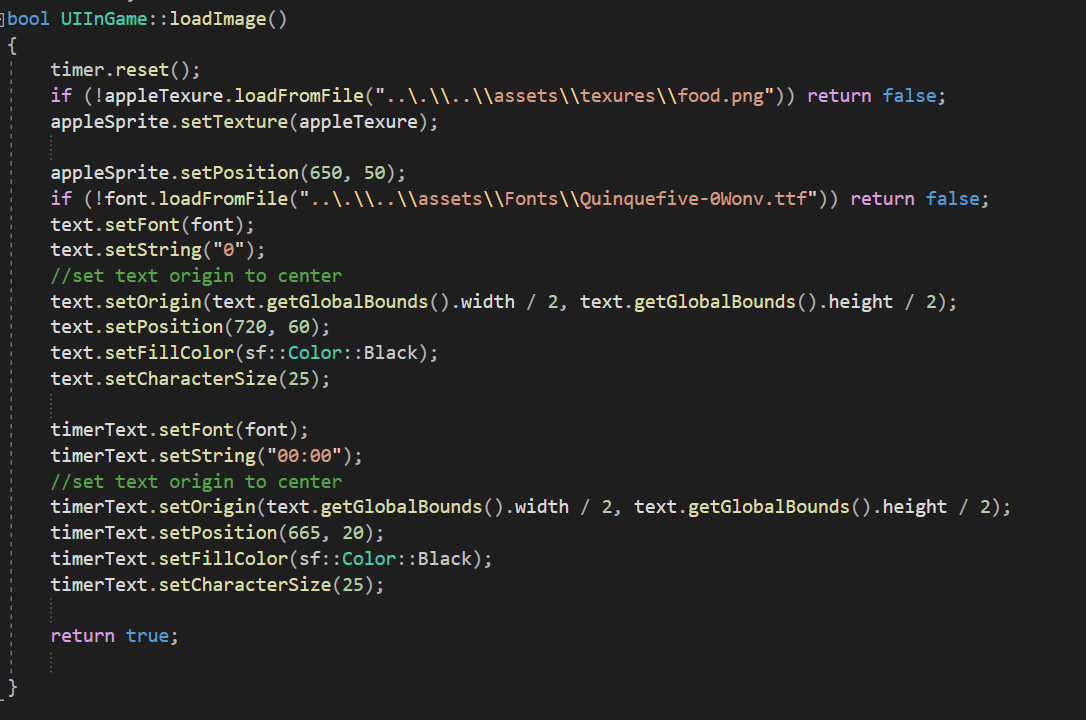 bool UIInGame::loadImage()
{
timer.reset();
if (!appleTexure.loadFromFile("..\.\\..\\assets\\texures\\food.png")) return false;
appleSprite.setTexture(appleTexure);
appleSprite.setPosition(650, 50);
if (!font.loadFromFile("..\.\\..\\assets\\Fonts\\Quinquefive-0Wonv.ttf")) return false;
text.setFont(font);
text.setString("0");
//set text origin to center
text.setOrigin(text.getGlobalBounds().width / 2, text.getGlobalBounds().height / 2);
text.setPosition(720, 60);
text.setFillColor(sf::Color::Black);
text.setCharacterSize(25);
timerText.setFont(font);
timerText.setString("00:00");
//set text origin to center
timerText.setOrigin(text.getGlobalBounds().width / 2, text.getGlobalBounds().height / 2);
timerText.setPosition(665, 20);
timerText.setFillColor(sf::Color::Black);
timerText.setCharacterSize(25);
return true;
}